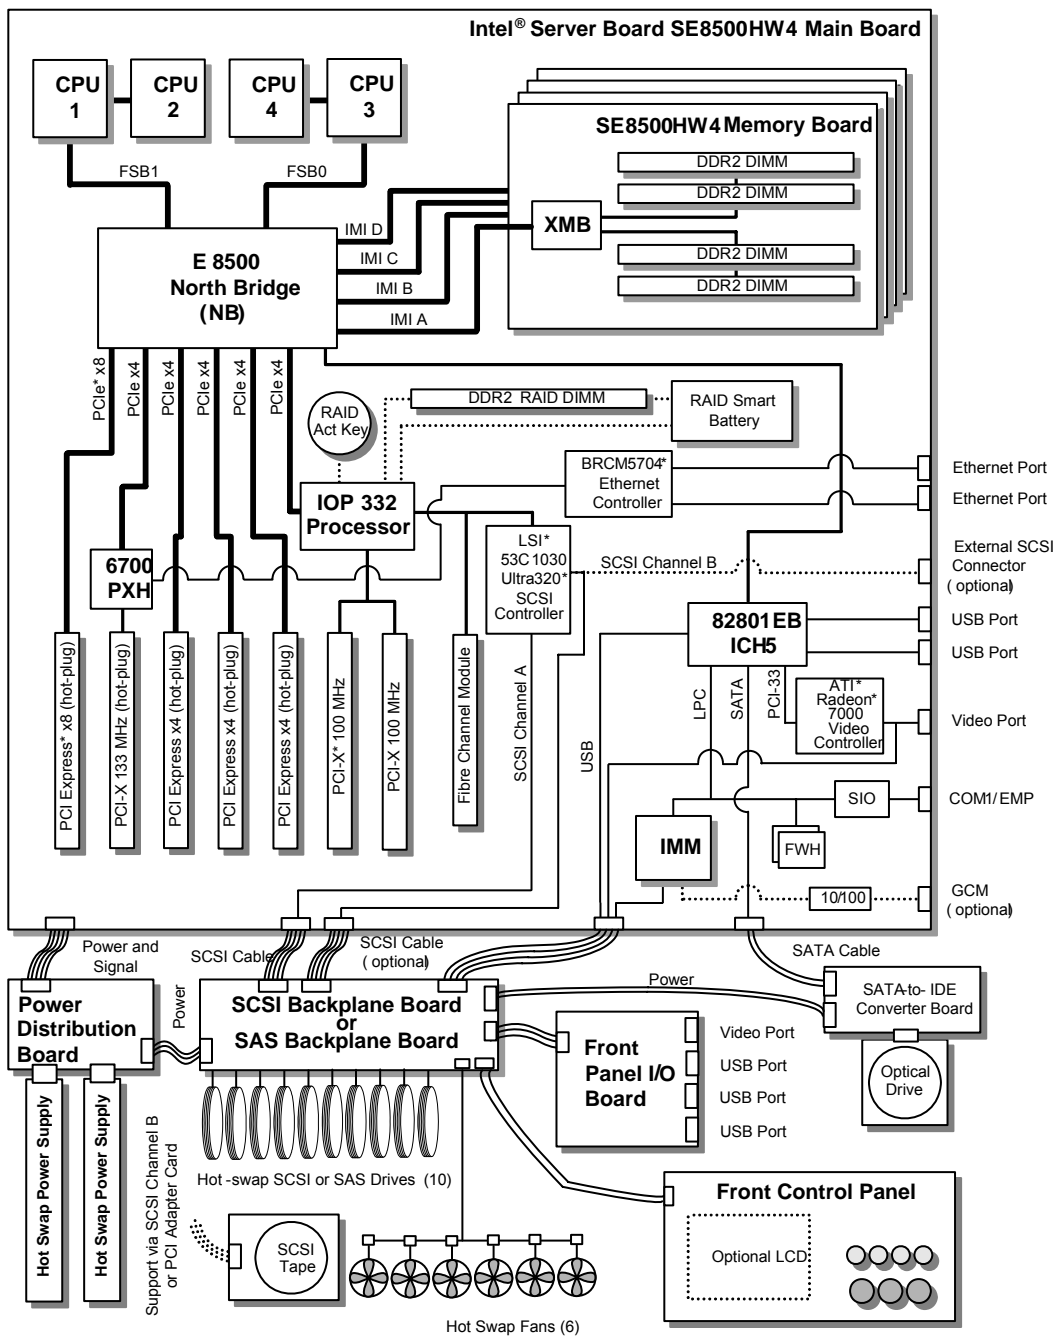 Intel® Server Board SE8500HW4 Main Board
CPU
1
CPU
2
CPU
4
CPU
3
FSB1
FSB0
SE8500HW4 Memory Board
DDR2 DIMM
DDR2 DIMM
XMB
DDR2 DIMM
DDR2 DIMM
E 8500
North Bridge
(NB)
IMI D
IMI C
IMI B
IMI A
PCIe* x8
PCIe x4
PCIe x4
PCIe x4
PCIe x4
PCIe x4
RAID
Act Key
DDR2 RAID DIMM
RAID Smart
Battery
BRCM5704*
Ethernet
Controller
Ethernet Port
Ethernet Port
IOP 332
Processor
6700
PXH
LSI*
53C1030
Ultra320*
SCSI
Controller
SCSI Channel B
External SCSI
Connector
( optional)
82801EB
ICH5
USB Port
USB Port
PCI Express* x8 (hot-plug)
PCI-X 133 MHz (hot-plug)
PCI Express x4 (hot-plug)
PCI Express x4 (hot-plug)
PCI Express x4 (hot-plug)
PCI-X* 100 MHz
PCI-X 100 MHz
Fibre Channel Module
SCSI Channel A
USB
LPC
SATA
PCI-33
ATI*
Radeon*
7000
Video
Controller
Video Port
SIO
COM1/EMP
IMM
FWH
10/100
GCM
( optional)
Power and
Signal
SCSI Cable
SCSI Cable
( optional)
SATA Cable
Power
Distribution
Board
Power
SCSI Backplane Board
or
SAS Backplane Board
Power
SATA-to- IDE
Converter Board
Optical
Drive
Front
Panel I/O
Board
Video Port
USB Port
USB Port
USB Port
Hot Swap Power Supply
Hot Swap Power Supply
Support via SCSI Channel B
or PCI Adapter Card
Hot -swap SCSI or SAS Drives (10)
SCSI
Tape
Hot Swap Fans (6)
Front Control Panel
Optional LCD